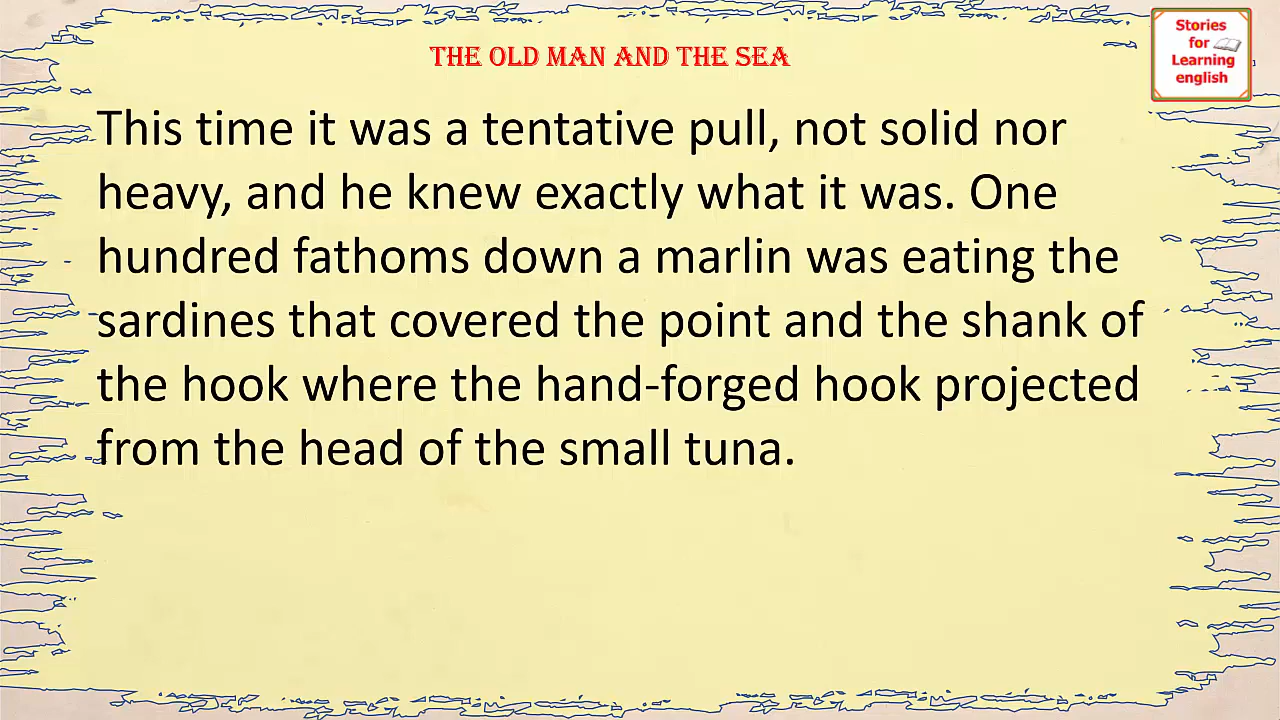 THE OLD MAN AND THE SEA
Stories
for
Learning
english
This time it was a tentative pull, not solid nor
heavy, and he knew exactly what it was. One
hundred fathoms down a marlin was eating the
sardines that covered the point and the shank of
the hook where the hand-forged hook projected
from the head of the small tuna.